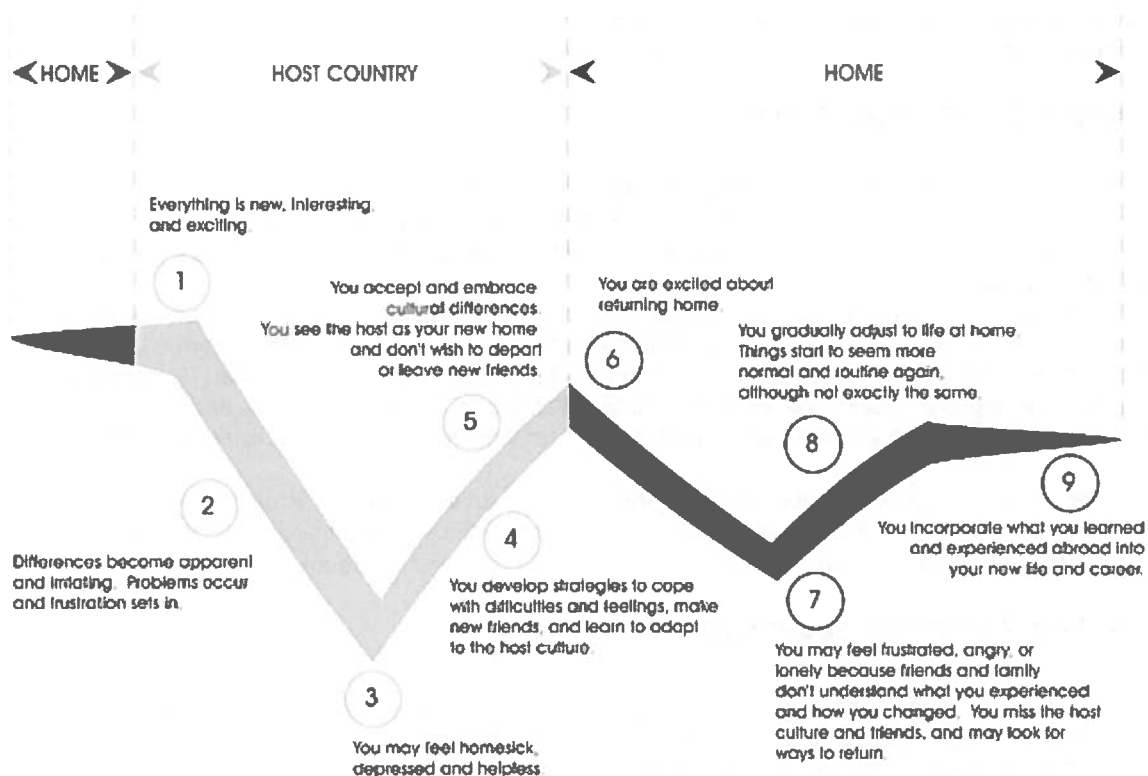 HOME
HOST COUNTRY
HOME
Everything is new, interesting,
and exciting.
1
You accept and embrace
cultural differences.
You see the host as your new home
and don't wish to depart
or leave new friends.
5
2
Differences become apparent
and irritating. Problems occur
and frustration sets in.
4
You develop strategies to cope
with difficulties and feelings, make
new friends, and learn to adapt
to the host culture.
3
You may feel homesick,
depressed and helpless.
You are excited about
returning home.
6
You gradually adjust to life at home.
Things start to seem more
normal and routine again,
although not exactly the same.
8
9
You incorporate what you learned
and experienced abroad into
your new life and career.
7
You may feel frustrated, angry, or
lonely because friends and family
don't understand what you experienced
and how you changed. You miss the host
culture and friends, and may look for
ways to return.